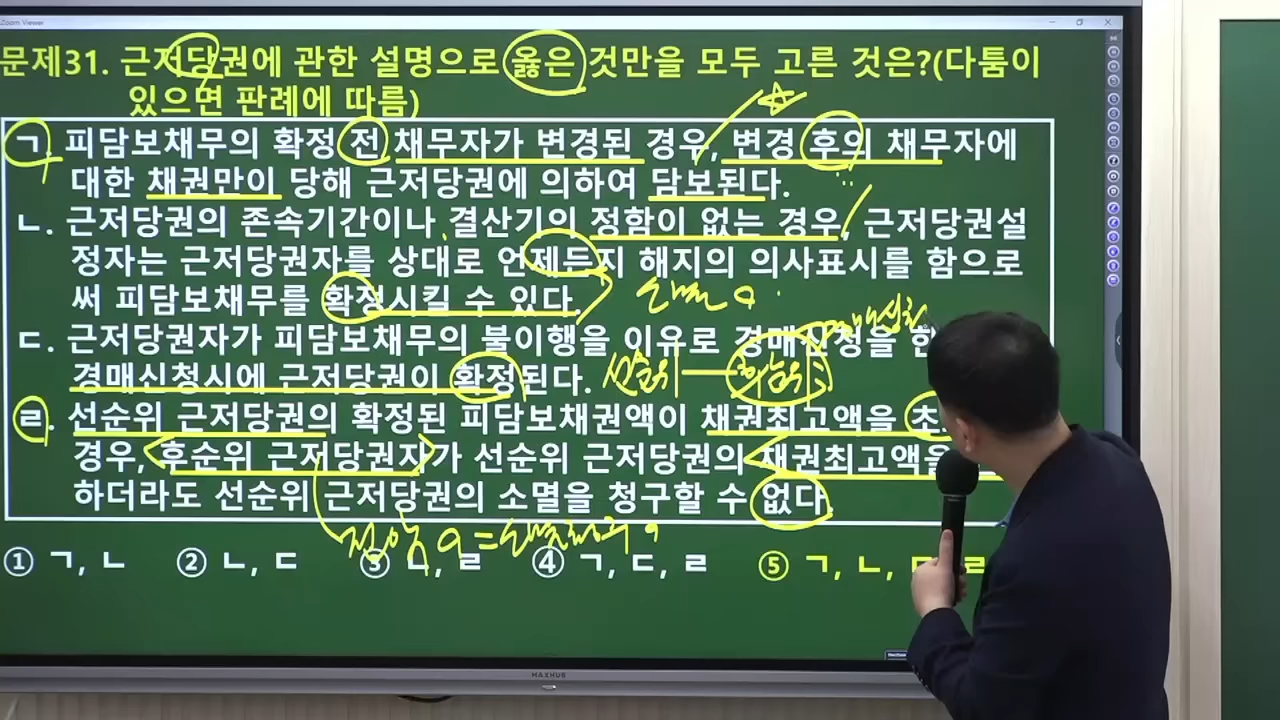 Zoom Viewer
문제31. 근저당권에 관한 설명으로 옳은 것만을 모두 고른 것은?(다툼이
있으면 판례에 따름)
ㄱ. 피담보채무의 확정 전 채무자가 변경된 경우, 변경 후의 채무자에
대한 채권만이 당해 근저당권에 의하여 담보된다.
ㄴ. 근저당권의 존속기간이나 결산기의 정함이 없는 경우, 근저당권설
정자는 근저당권자를 상대로 언제든지 해지의 의사표시를 함으로
써 피담보채무를 확정시킬 수 있다.
ㄷ. 근저당권자가 피담보채무의 불이행을 이유로 경매신청을 한
경매신청시에 근저당권이 확정된다. 선순위 후순위
ㄹ. 선순위 근저당권의 확정된 피담보채권액이 채권최고액을 초
경우, 후순위 근저당권자가 선순위 근저당권의 채권최고액을
하더라도 선순위 근저당권의 소멸을 청구할 수 없다.
① ㄱ, ㄴ ② ㄴ, ㄷ ③ ㄷ, ㄹ ④ ㄱ, ㄷ, ㄹ ⑤ ㄱ, ㄴ, ㄷ, ㄹ
MAXHUB